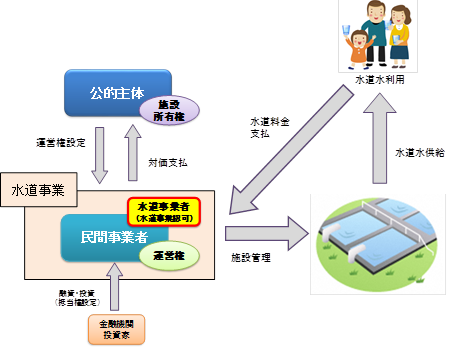 水道水利用
公的主体
施設
所有権
運営権設定
対価支払
水道料金
支払
水道水供給
水道事業
水道事業者
(水道事業認可)
民間事業者
運営権
施設管理
融資・投資
(抵当権設定)
金融機関
投資家